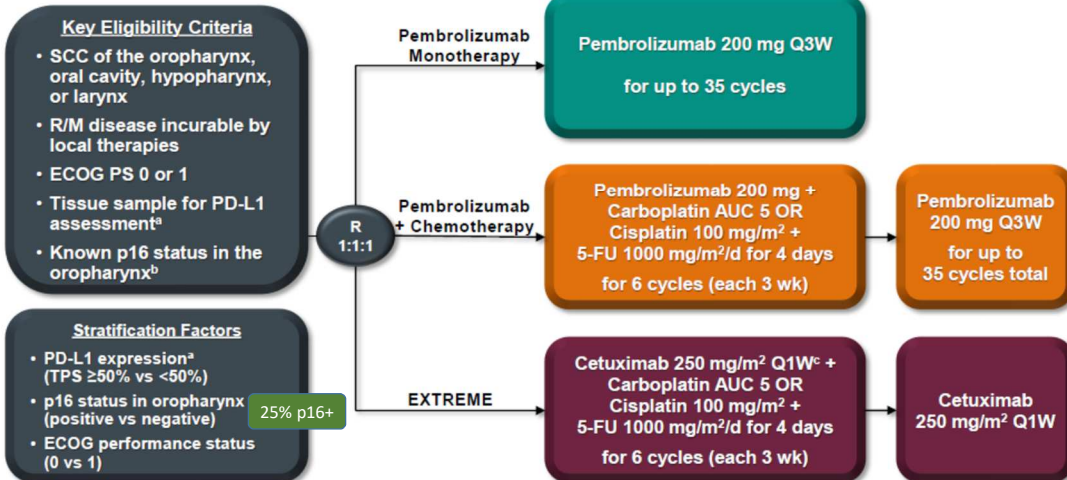 Key Eligibility Criteria
• SCC of the oropharynx,
oral cavity, hypopharynx,
or larynx
• R/M disease incurable by
local therapies
• ECOG PS 0 or 1
• Tissue sample for PD-L1
assessmentᵃ
• Known p16 status in the
oropharynxᵇ
Stratification Factors
• PD-L1 expressionᵃ
(TPS ≥50% vs <50%)
• p16 status in oropharynx
(positive vs negative)
• ECOG performance status
(0 vs 1)
25% p16+
R
1:1:1
Pembrolizumab
Monotherapy
Pembrolizumab 200 mg Q3W
for up to 35 cycles
Pembrolizumab
+ Chemotherapy
Pembrolizumab 200 mg +
Carboplatin AUC 5 OR
Cisplatin 100 mg/m² +
5-FU 1000 mg/m²/d for 4 days
for 6 cycles (each 3 wk)
Pembrolizumab
200 mg Q3W
for up to
35 cycles total
EXTREME
Cetuximab 250 mg/m² Q1Wᶜ +
Carboplatin AUC 5 OR
Cisplatin 100 mg/m² +
5-FU 1000 mg/m²/d for 4 days
for 6 cycles (each 3 wk)
Cetuximab
250 mg/m² Q1W